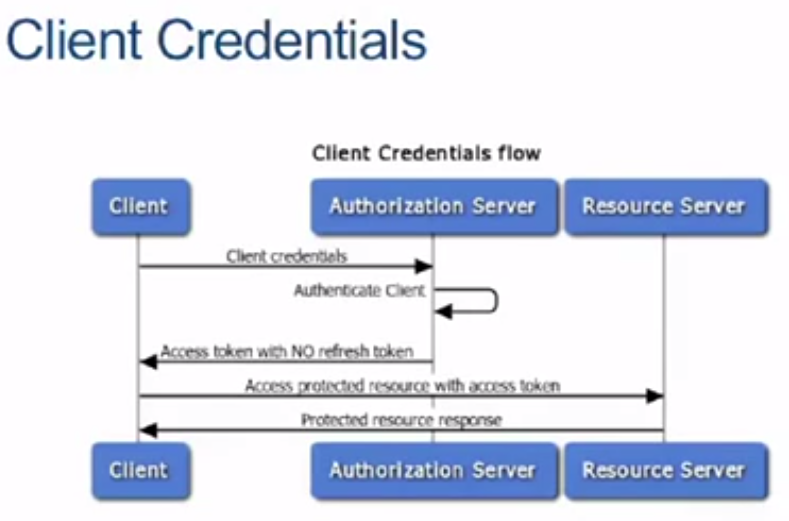 Client Credentials
Client Credentials flow
Client
Authorization Server
Resource Server
Client credentials
Authenticate Client
Access token with NO refresh token
Access protected resource with access token
Protected resource response
Client
Authorization Server
Resource Server